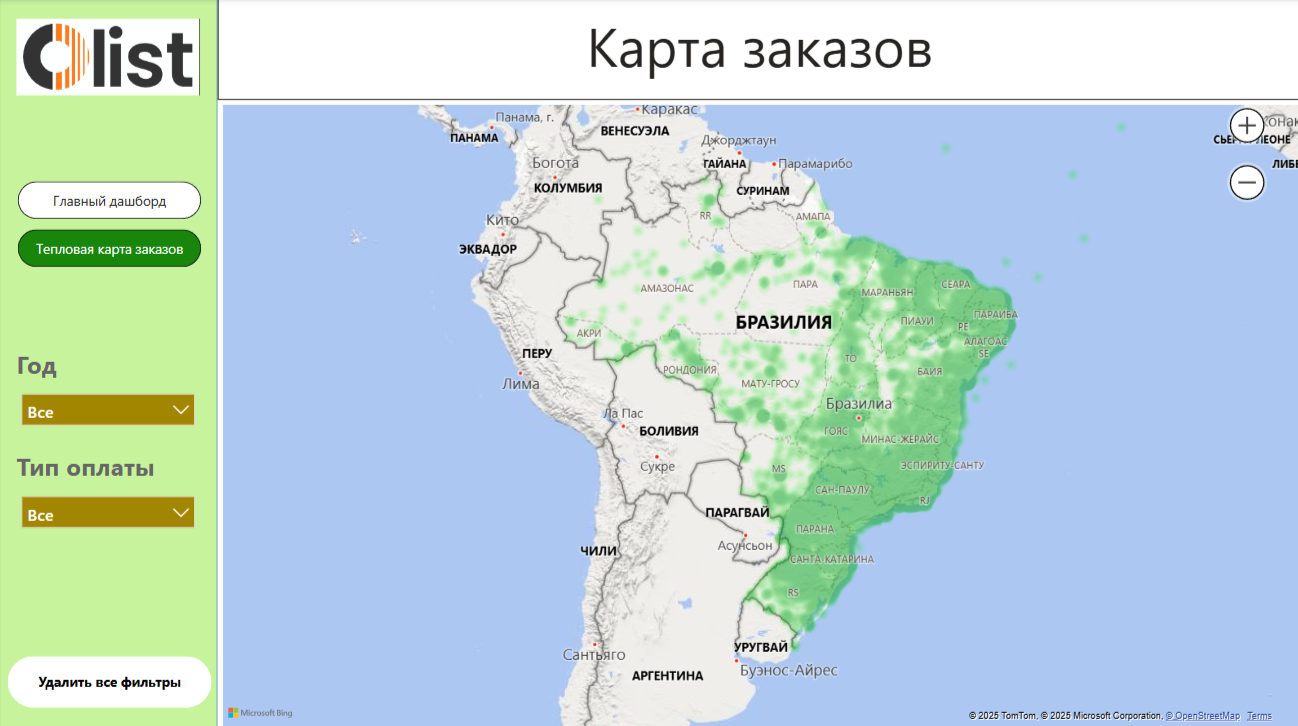 Olist
Карта заказов
Главный дашборд
Тепловая карта заказов
Год
Все
Тип оплаты
Все
Удалить все фильтры
Каракас
Панама, г.
ПАНАМА
ВЕНЕСУЭЛА
Джорджтаун
Богота
ГАЙАНА
Парамарибо
КОЛУМБИЯ
СУРИНАМ
Кито
RR
АМАПА
ЭКВАДОР
АМАЗОНАС
ПАРА
МАРАНЬЯН
СЕАРА
БРАЗИЛИЯ
ПИАУИ
ПАРАИБА
PE
АКРИ
АЛАГОАС
SE
ПЕРУ
TO
РОНДОНИЯ
БАИЯ
Лима
МАТУ-ГРОСУ
Бразилиа
Ла Пас
БОЛИВИЯ
ГОЯС
МИНАС-ЖЕРАЙС
Сукре
MS
ЭСПИРИТУ-САНТУ
САН-ПАУЛУ
RJ
ПАРАГВАЙ
ПАРАНА
Асунсьон
ЧИЛИ
САНТА-КАТАРИНА
RS
Сантьяго
УРУГВАЙ
АРГЕНТИНА
Буэнос-Айрес
Microsoft Bing
© 2025 TomTom, © 2025 Microsoft Corporation, © OpenStreetMap Terms